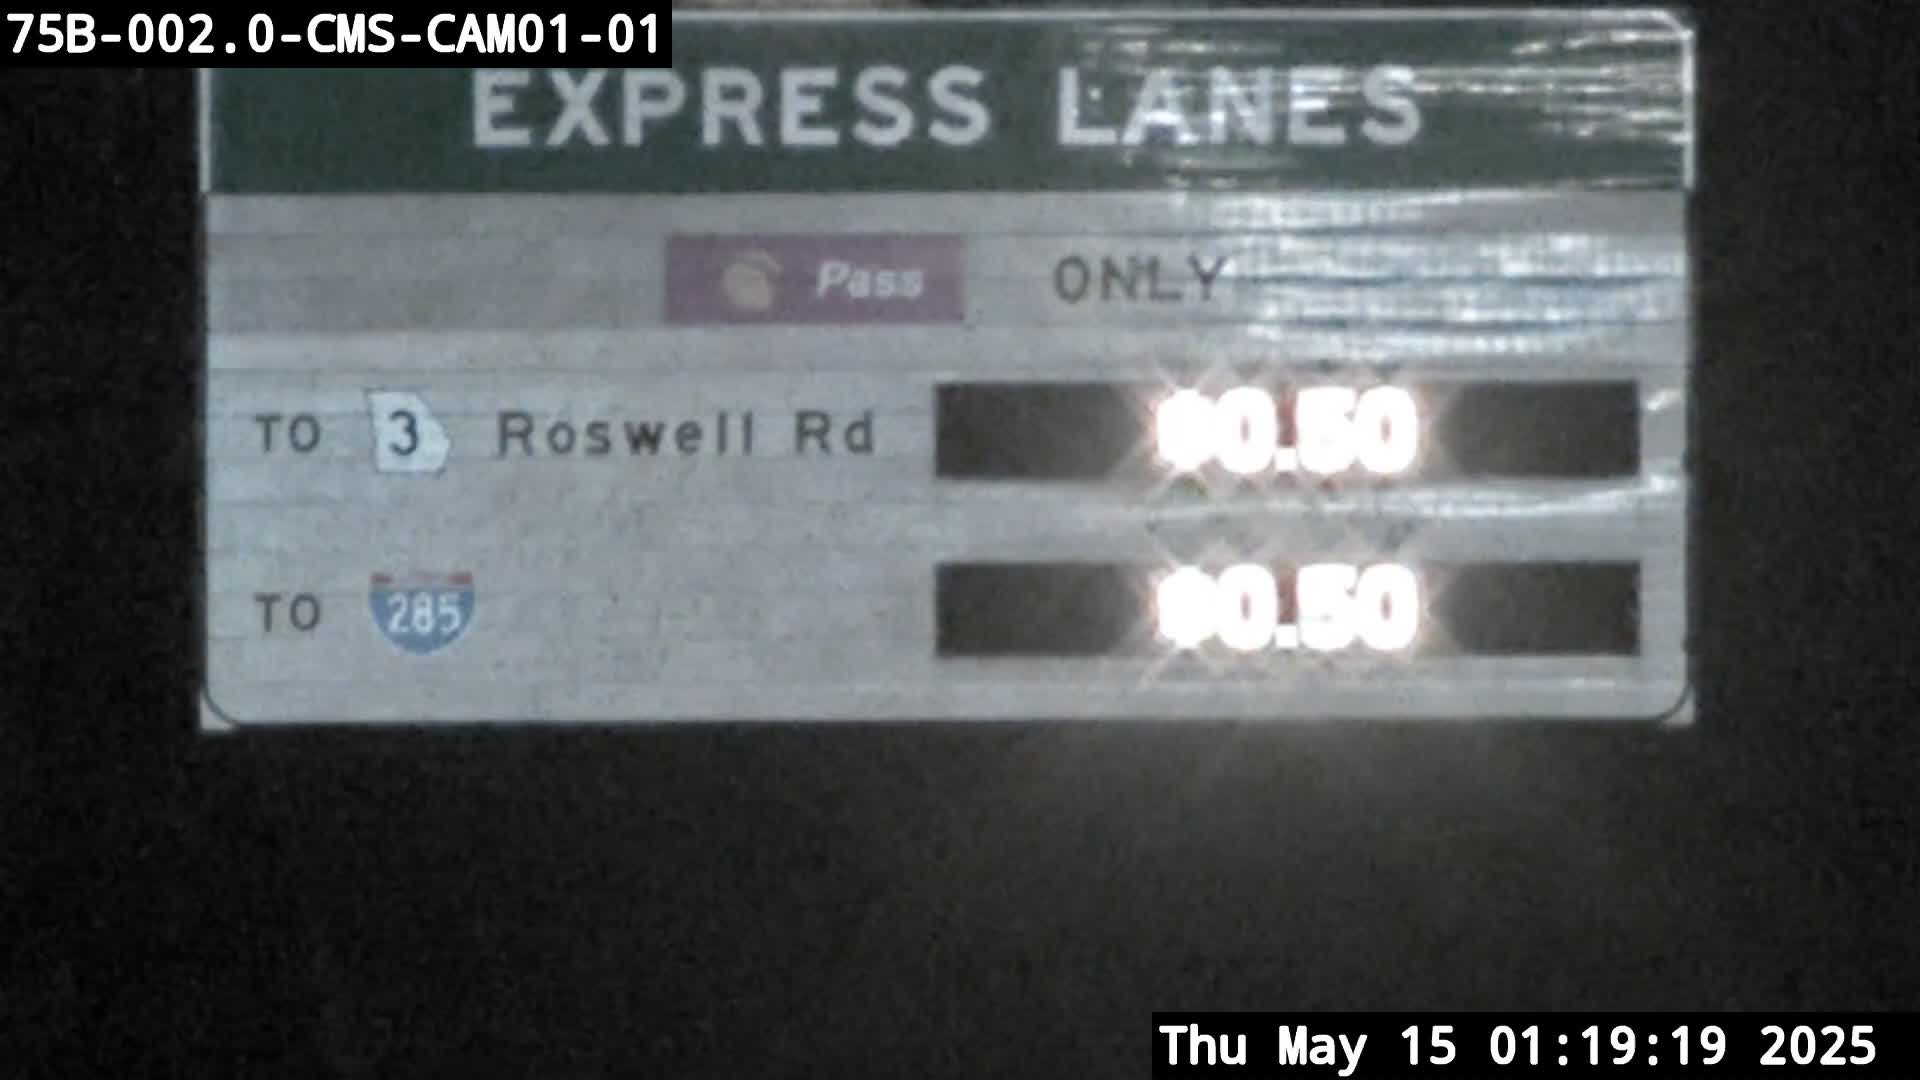 75B-002.0-CMS-CAM01-01
EXPRESS LANES
Pass ONLY
TO 3 Roswell Rd $0.50
TO 285 $0.50
Thu May 15 01:19:19 2025